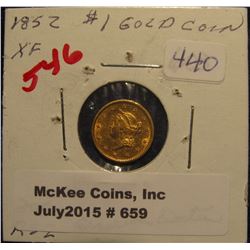 1852 $1 GOLD COIN
XF
546
440
McKee Coins, Inc
July2015 # 659